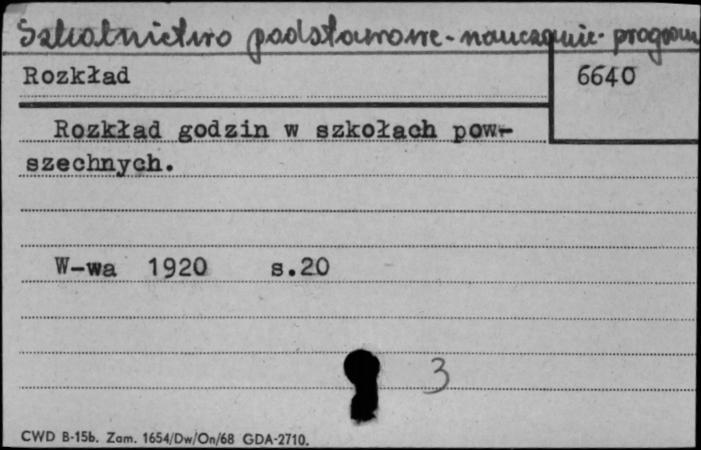 Szkolnictwo podstawowe - nauczanie - program
Rozkład
6640
Rozkład godzin w szkołach pow-
szechnych.
W-wa 1920 s.20
3
CWD B-15b. Zam. 1654/Dw/On/68 GDA-2710.